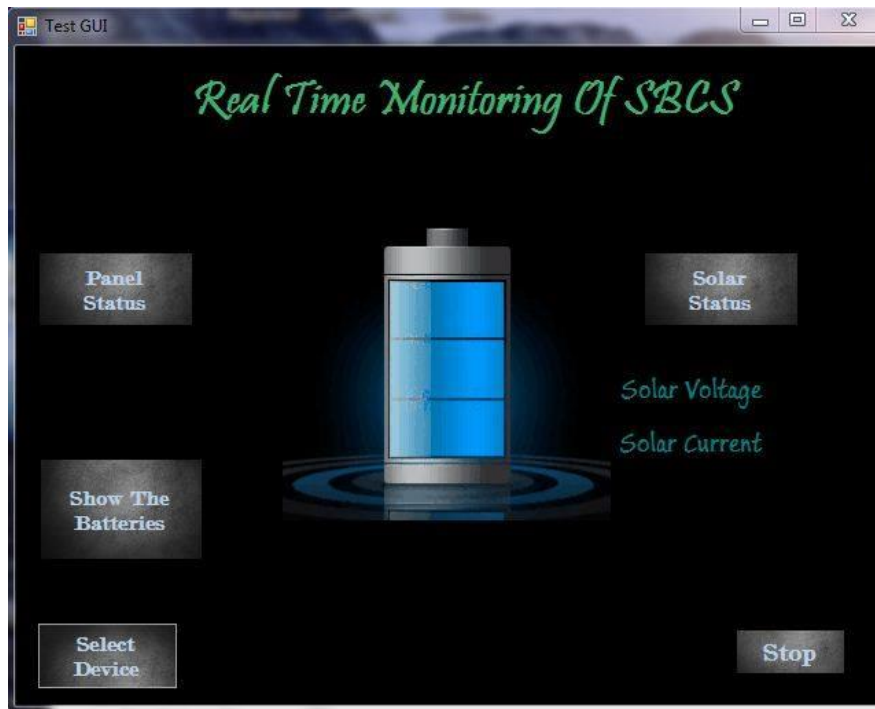 Test GUI
Real Time Monitoring Of SBCS
Panel
Status
Solar
Status
Solar Voltage
Solar Current
Show The
Batteries
Select
Device
Stop